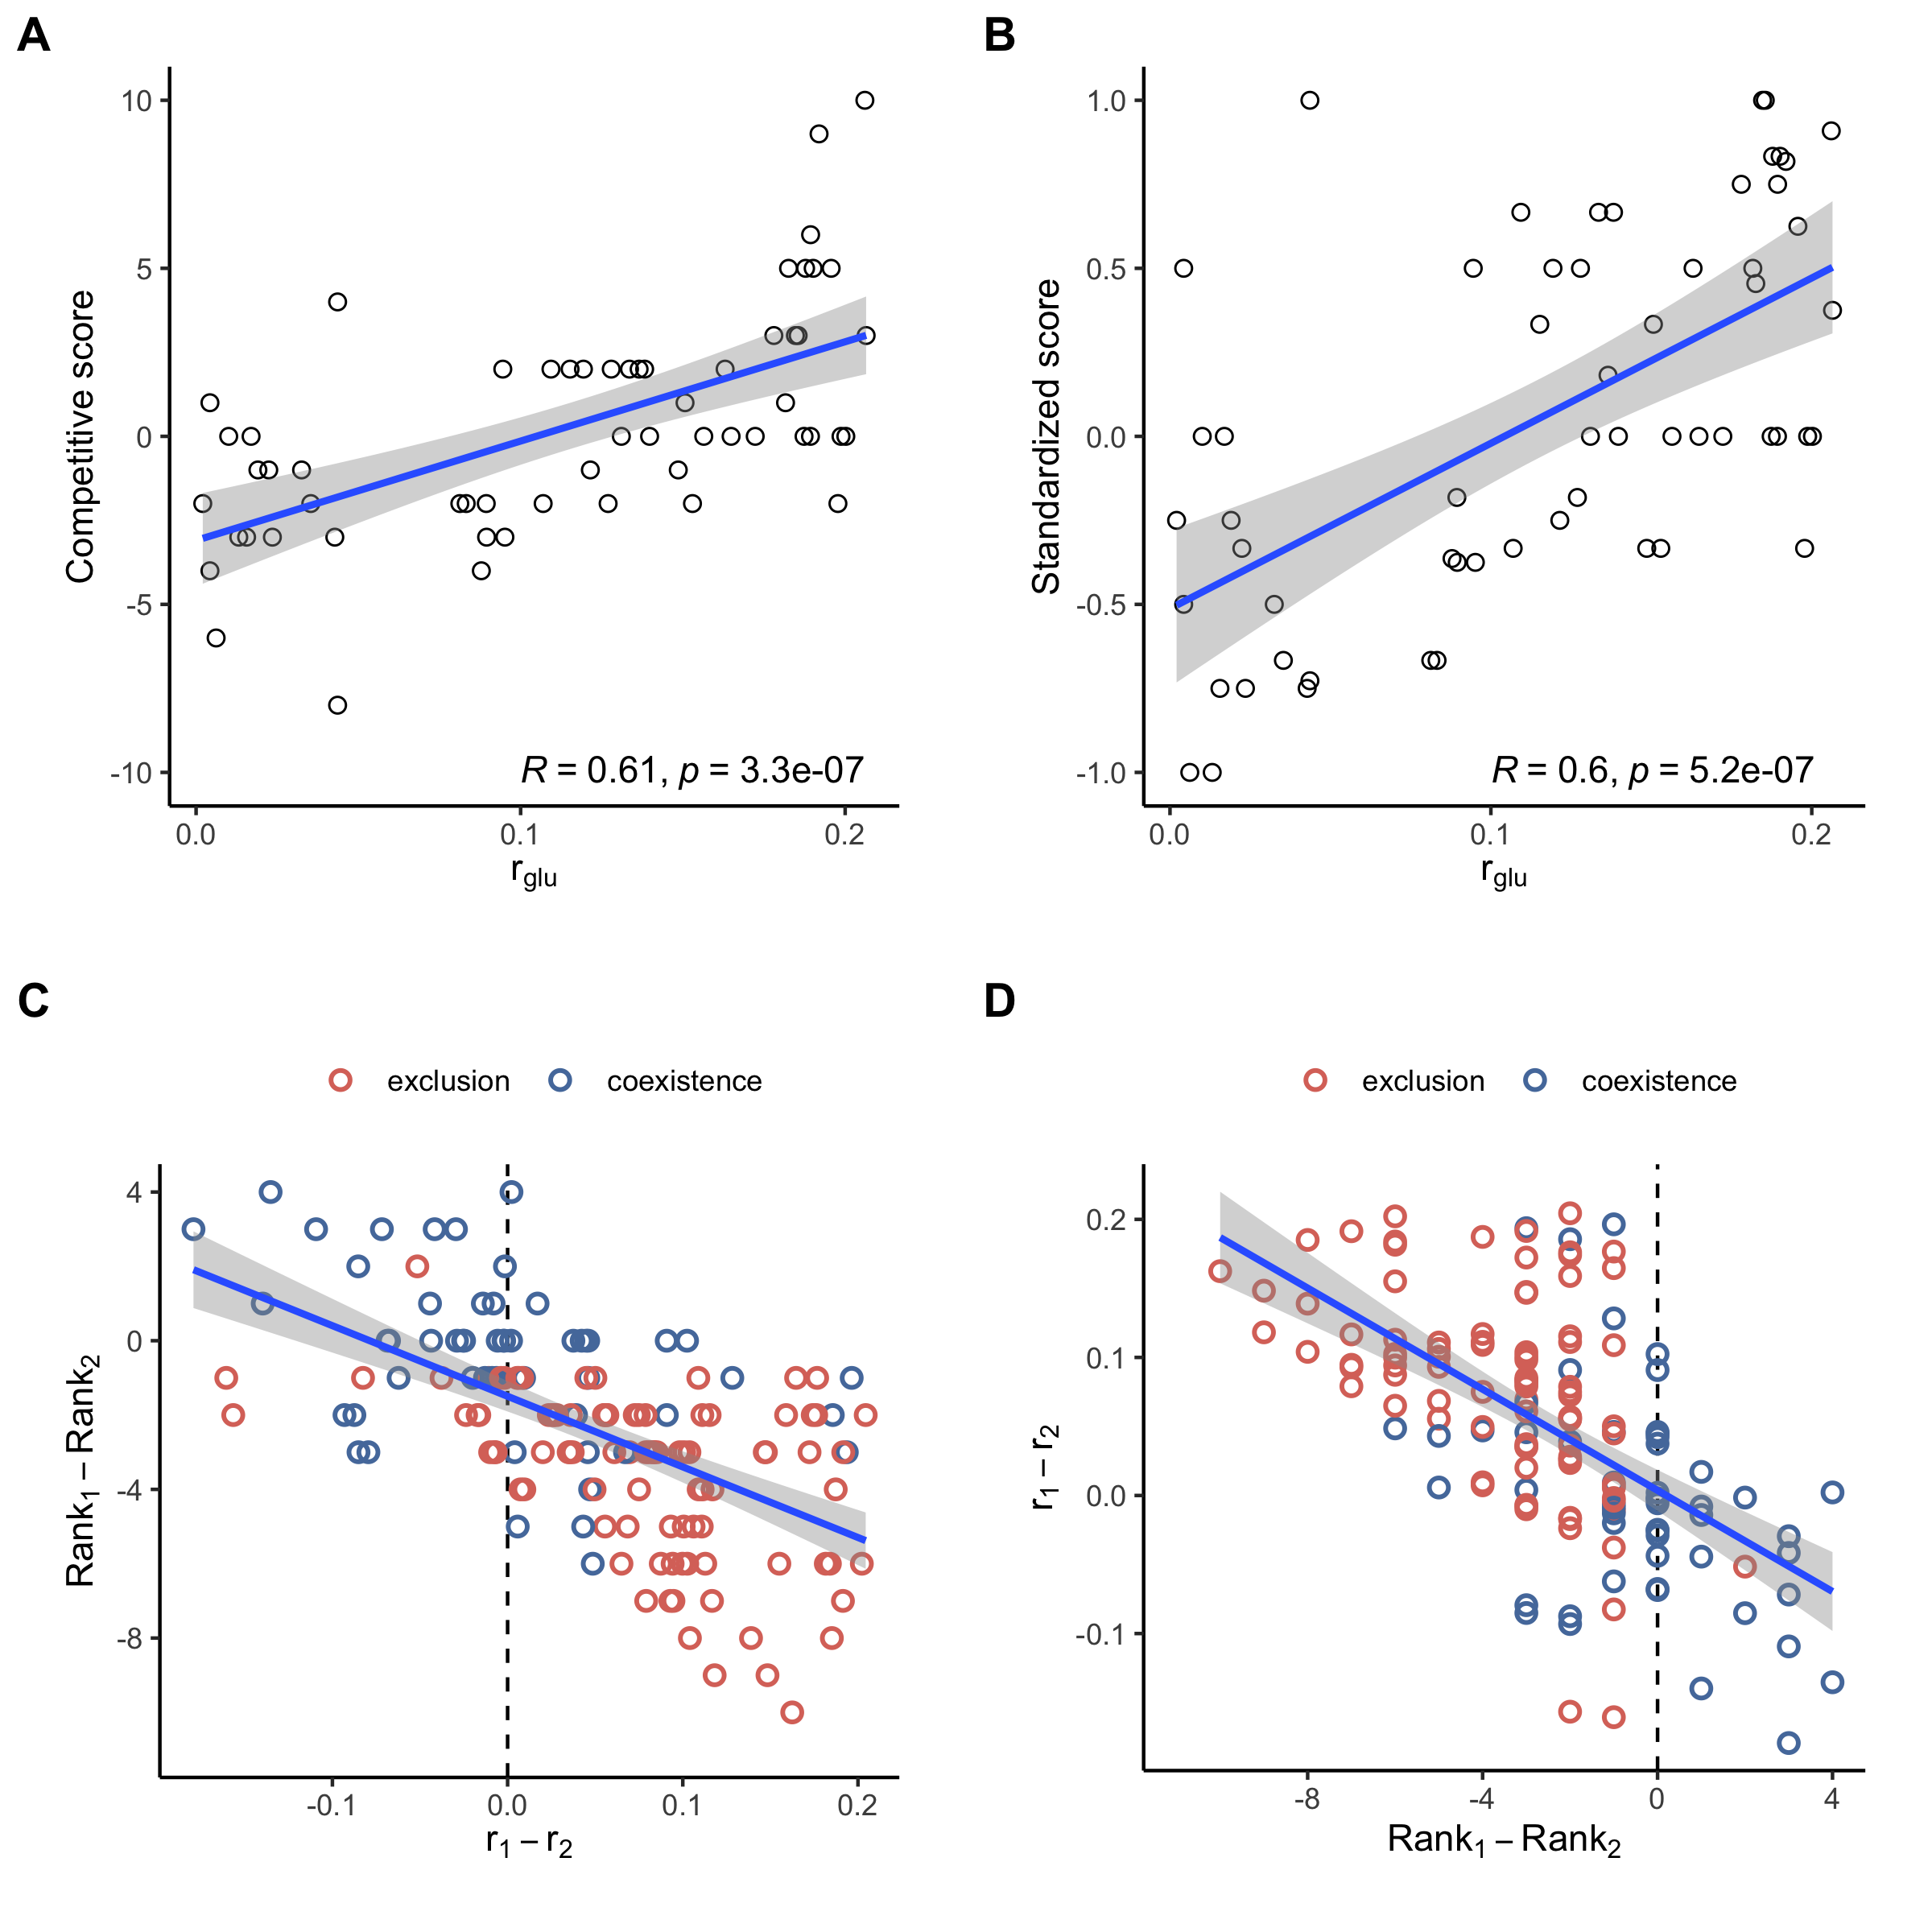 A
10
5
0
-5
-10
Competitive score
R = 0.61, p = 3.3e-07
0.0 0.1 0.2
r_glu
B
1.0
0.5
0.0
-0.5
-1.0
Standardized score
R = 0.6, p = 5.2e-07
0.0 0.1 0.2
r_glu
C
exclusion coexistence
4
0
-4
-8
Rank₁ – Rank₂
-0.1 0.0 0.1 0.2
r₁ – r₂
D
exclusion coexistence
0.2
0.1
0.0
-0.1
r₁ – r₂
-8 -4 0 4
Rank₁ – Rank₂